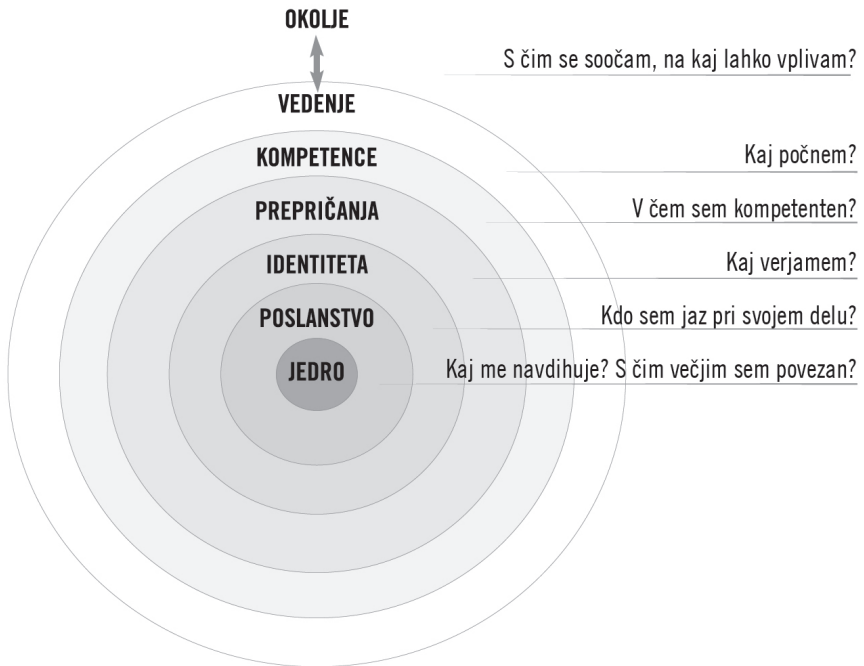 OKOLJE
S čim se soočam, na kaj lahko vplivam?
VEDENJE
Kaj počnem?
KOMPETENCE
V čem sem kompetenten?
PREPRIČANJA
Kaj verjamem?
IDENTITETA
Kdo sem jaz pri svojem delu?
POSLANSTVO
Kaj me navdihuje? S čim večjim sem povezan?
JEDRO